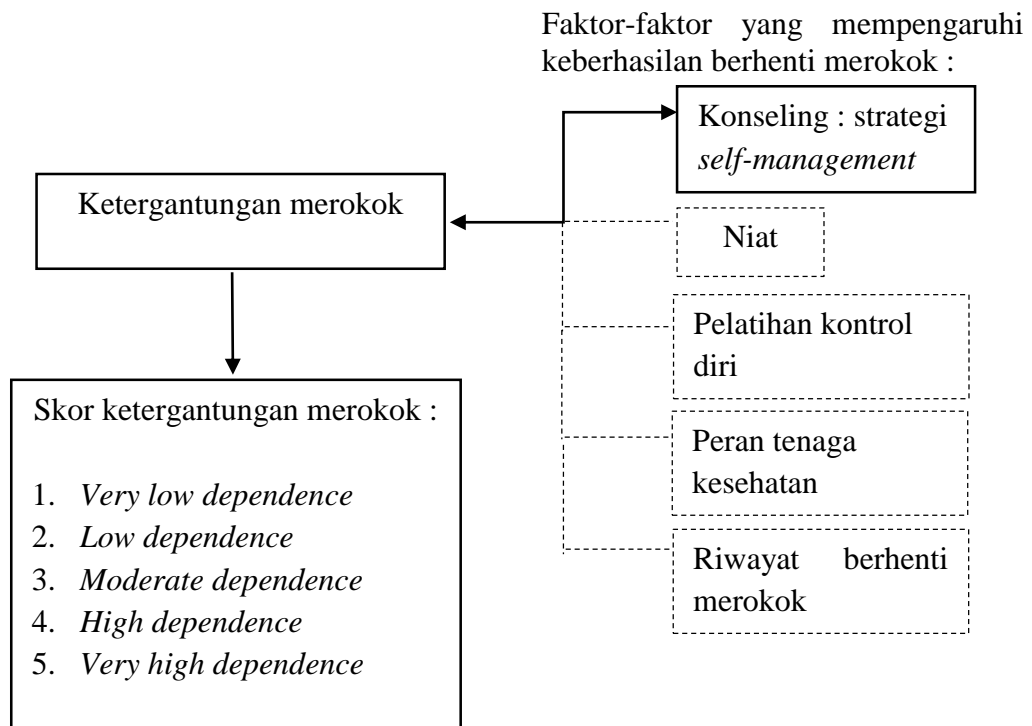 Faktor-faktor yang mempengaruhi
keberhasilan berhenti merokok :
Konseling : strategi
self-management
Ketergantungan merokok
Niat
Pelatihan kontrol
diri
Skor ketergantungan merokok :
1. Very low dependence
2. Low dependence
3. Moderate dependence
4. High dependence
5. Very high dependence
Peran tenaga
kesehatan
Riwayat berhenti
merokok